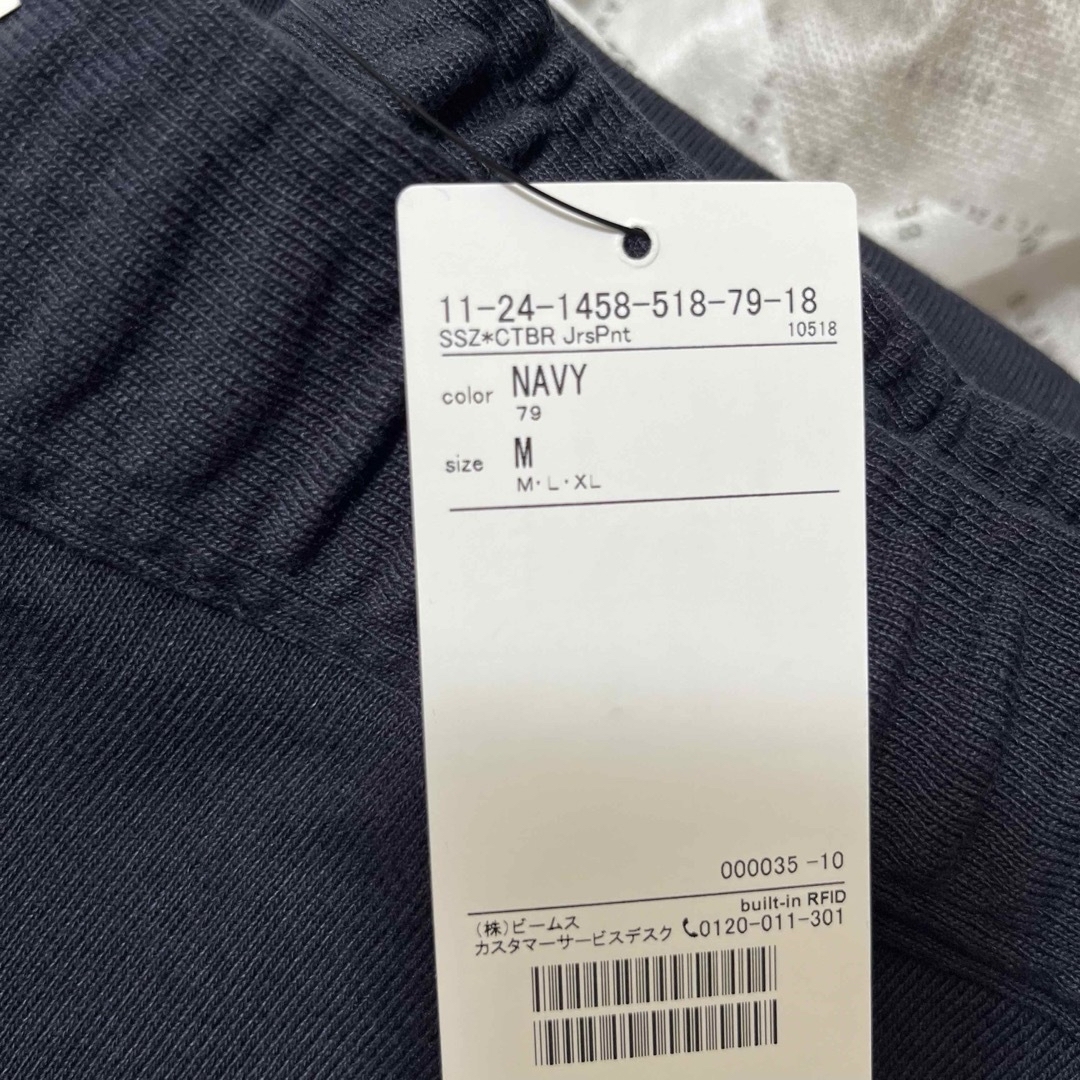 11-24-1458-518-79-18
SSZ*CTBR JrsPnt 10518
color NAVY
79
size M
M・L・XL
000035 -10
built-in RFID
(株)ビームス
カスタマーサービスデスク 0120-011-301